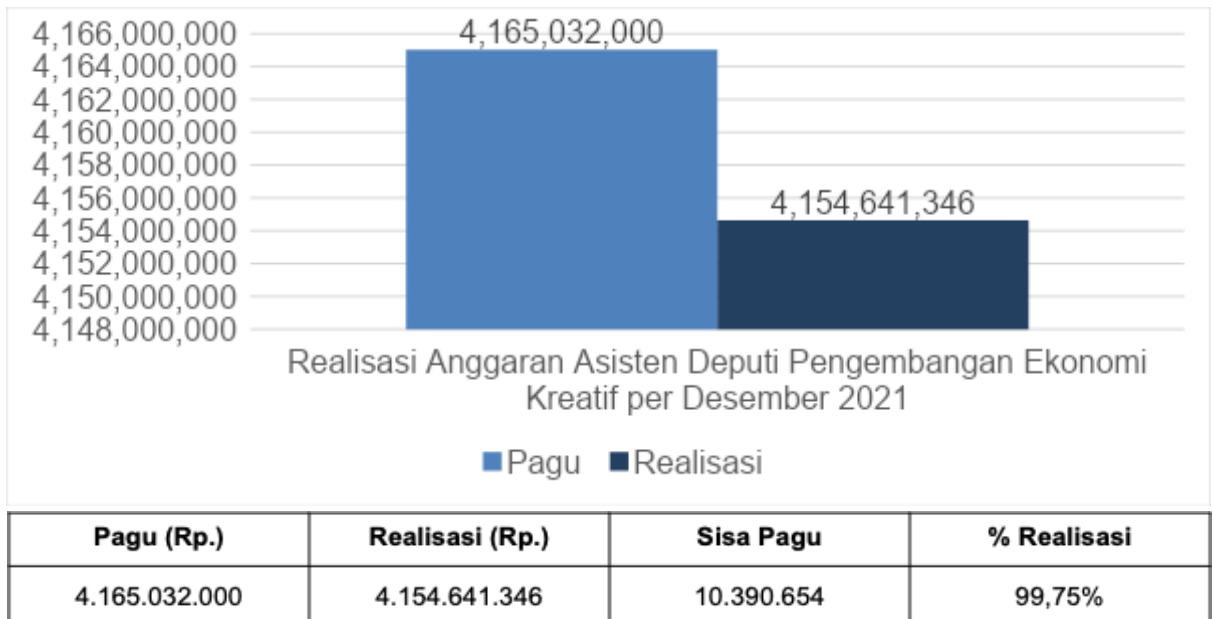 4,166,000,000
4,164,000,000
4,162,000,000
4,160,000,000
4,158,000,000
4,156,000,000
4,154,000,000
4,152,000,000
4,150,000,000
4,148,000,000
4,165,032,000
4,154,641,346
Realisasi Anggaran Asisten Deputi Pengembangan Ekonomi
Kreatif per Desember 2021
Pagu Realisasi
Pagu (Rp.) Realisasi (Rp.) Sisa Pagu % Realisasi
4.165.032.000 4.154.641.346 10.390.654 99,75%